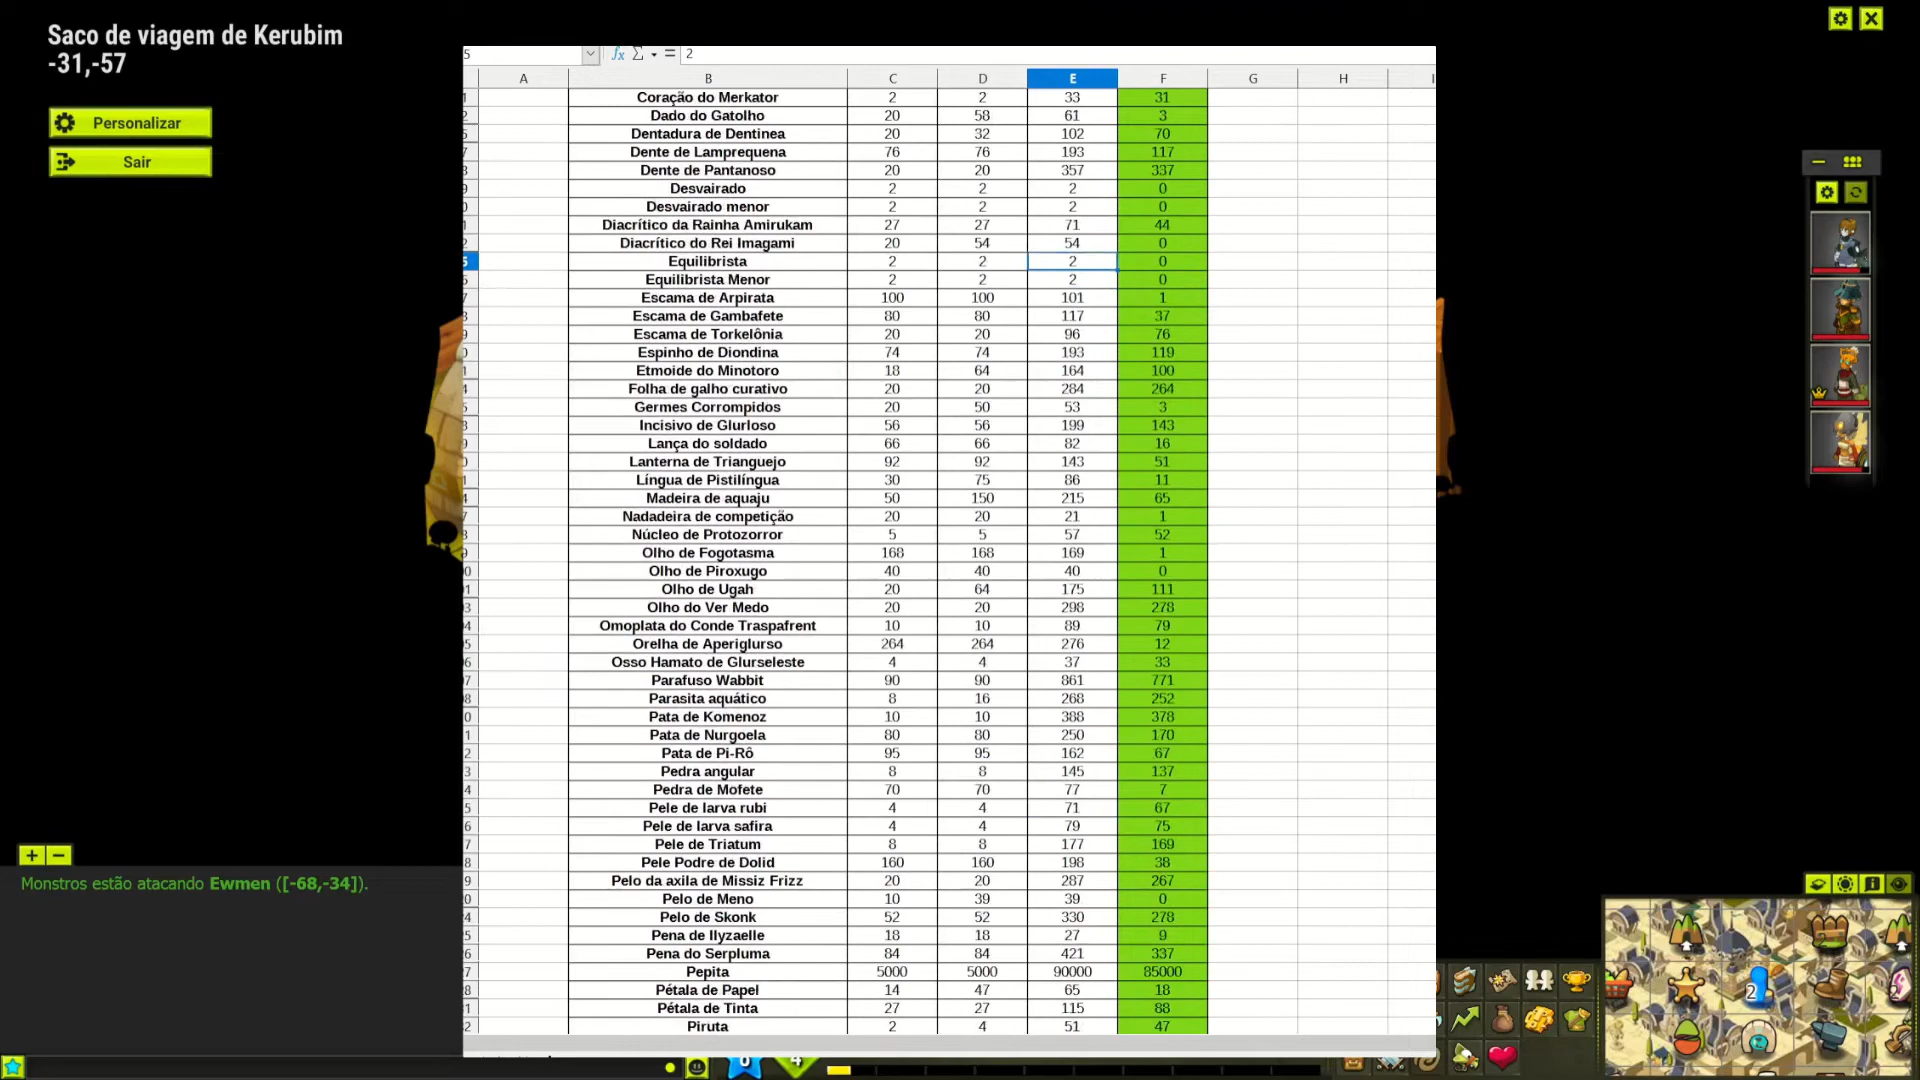 Saco de viagem de Kerubim
-31,-57
Personalizar
Sair
5 fx Σ = 2
A B C D E F G H I
Coração do Merkator 2 2 33 31
Dado do Gatolho 20 58 61 3
Dentadura de Dentinea 20 32 102 70
Dente de Lamprequena 76 76 193 117
Dente de Pantanoso 20 20 357 337
Desvairado 2 2 2 0
Desvairado menor 2 2 2 0
Diacrítico da Rainha Amirukam 27 27 71 44
Diacrítico do Rei Imagami 20 54 54 0
Equilibrista 2 2 2 0
Equilibrista Menor 2 2 2 0
Escama de Arpirata 100 100 101 1
Escama de Gambafete 80 80 117 37
Escama de Torkelônia 20 20 96 76
Espinho de Diondina 74 74 193 119
Etmoide do Minotoro 18 64 164 100
Folha de galho curativo 20 20 284 264
Germes Corrompidos 20 50 53 3
Incisivo de Glurloso 56 56 199 143
Lança do soldado 66 66 82 16
Lanterna de Trianguejo 92 92 143 51
Língua de Pistilíngua 30 75 86 11
Madeira de aquaju 50 150 215 65
Nadadeira de competição 20 20 21 1
Núcleo de Protozorror 5 5 57 52
Olho de Fogotasma 168 168 169 1
Olho de Piroxugo 40 40 40 0
Olho de Ugah 20 64 175 111
Olho do Ver Medo 20 20 298 278
Omoplata do Conde Traspafrent 10 10 89 79
Orelha de Aperiglurso 264 264 276 12
Osso Hamato de Glurseleste 4 4 37 33
Parafuso Wabbit 90 90 861 771
Parasita aquático 8 16 268 252
Pata de Komenoz 10 10 388 378
Pata de Nurgoela 80 80 250 170
Pata de Pi-Rô 95 95 162 67
Pedra angular 8 8 145 137
Pedra de Mofete 70 70 77 7
Pele de larva rubi 4 4 71 67
Pele de larva safira 4 4 79 75
Pele de Triatum 8 8 177 169
Pele Podre de Dolid 160 160 198 38
Pelo da axila de Missiz Frizz 20 20 287 267
Pelo de Meno 10 39 39 0
Pelo de Skonk 52 52 330 278
Pena de Ilyzaelle 18 18 27 9
Pena do Serpluma 84 84 421 337
Pepita 5000 5000 90000 85000
Pétala de Papel 14 47 65 18
Pétala de Tinta 27 27 115 88
Piruta 2 4 51 47
Monstros estão atacando Ewmen ([-68,-34]).
2
2